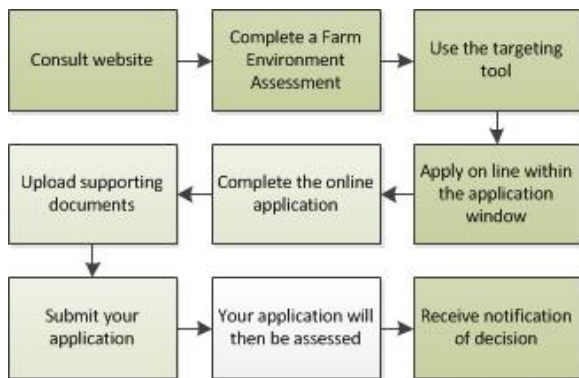 Consult website
Complete a Farm
Environment
Assessment
Use the targeting
tool
Apply on line within
the application
window
Complete the online
application
Upload supporting
documents
Submit your
application
Your application will
then be assessed
Receive notification
of decision